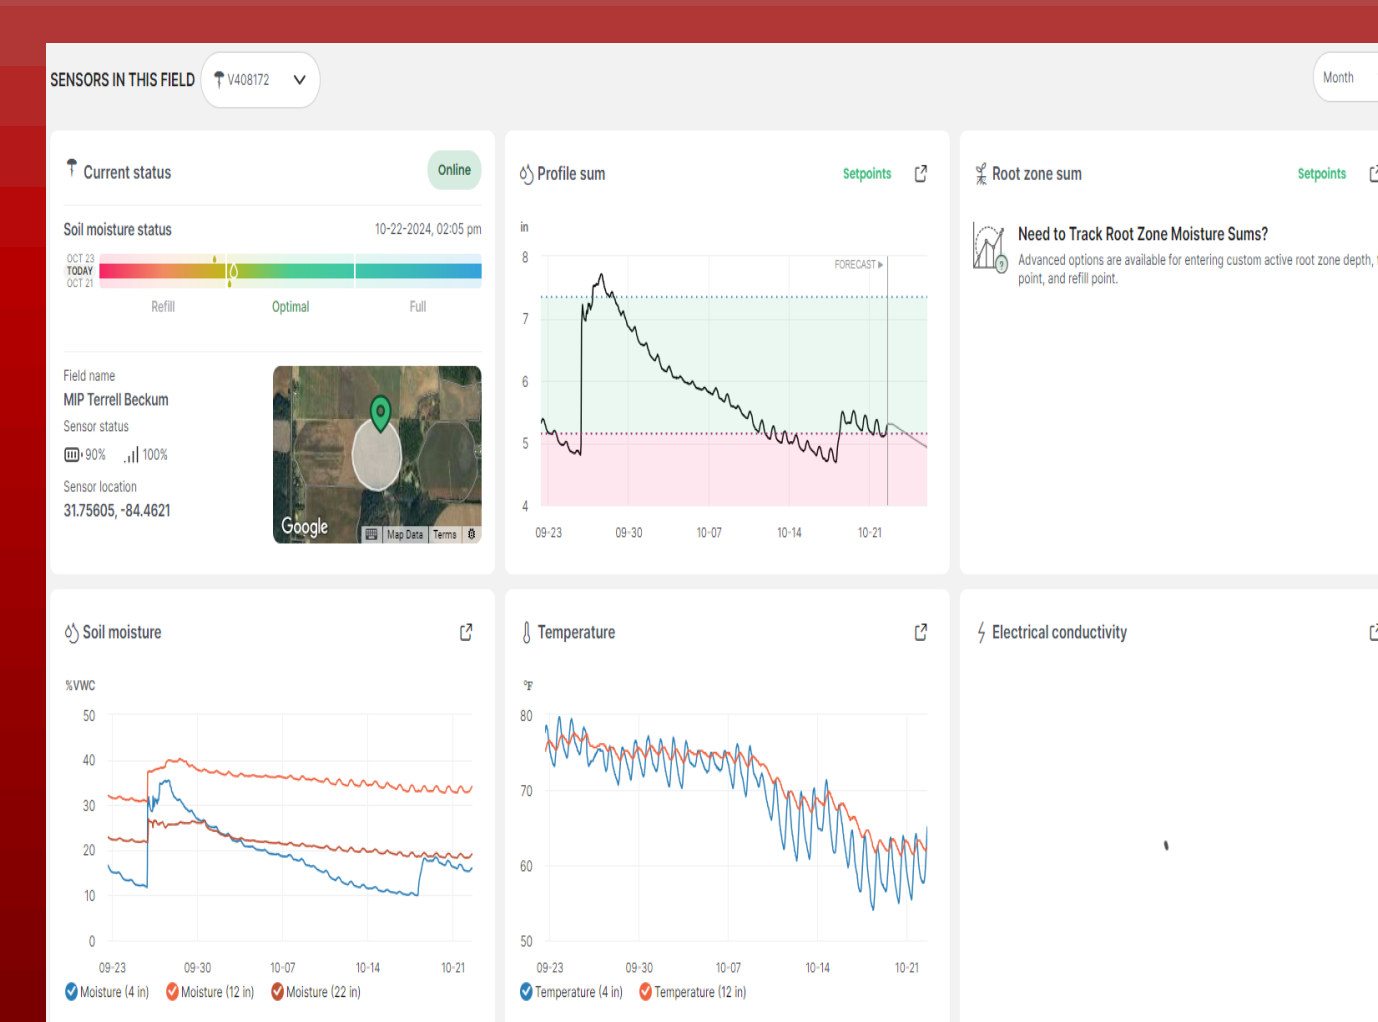 SENSORS IN THIS FIELD
V408172
Month
Current status
Online
Soil moisture status
10-22-2024, 02:05 pm
OCT 23
TODAY
OCT 21
Refill
Optimal
Full
Field name
MIP Terrell Beckum
Sensor status
90%
100%
Sensor location
31.75605, -84.4621
Google
Map Data
Terms
Profile sum
Setpoints
in
8
FORECAST
7
6
5
4
09-23
09-30
10-07
10-14
10-21
Root zone sum
Setpoints
Need to Track Root Zone Moisture Sums?
Advanced options are available for entering custom active root zone depth,
point, and refill point.
Soil moisture
%VWC
50
40
30
20
10
0
09-23
09-30
10-07
10-14
10-21
Moisture (4 in)
Moisture (12 in)
Moisture (22 in)
Temperature
°F
80
70
60
50
09-23
09-30
10-07
10-14
10-21
Temperature (4 in)
Temperature (12 in)
Electrical conductivity